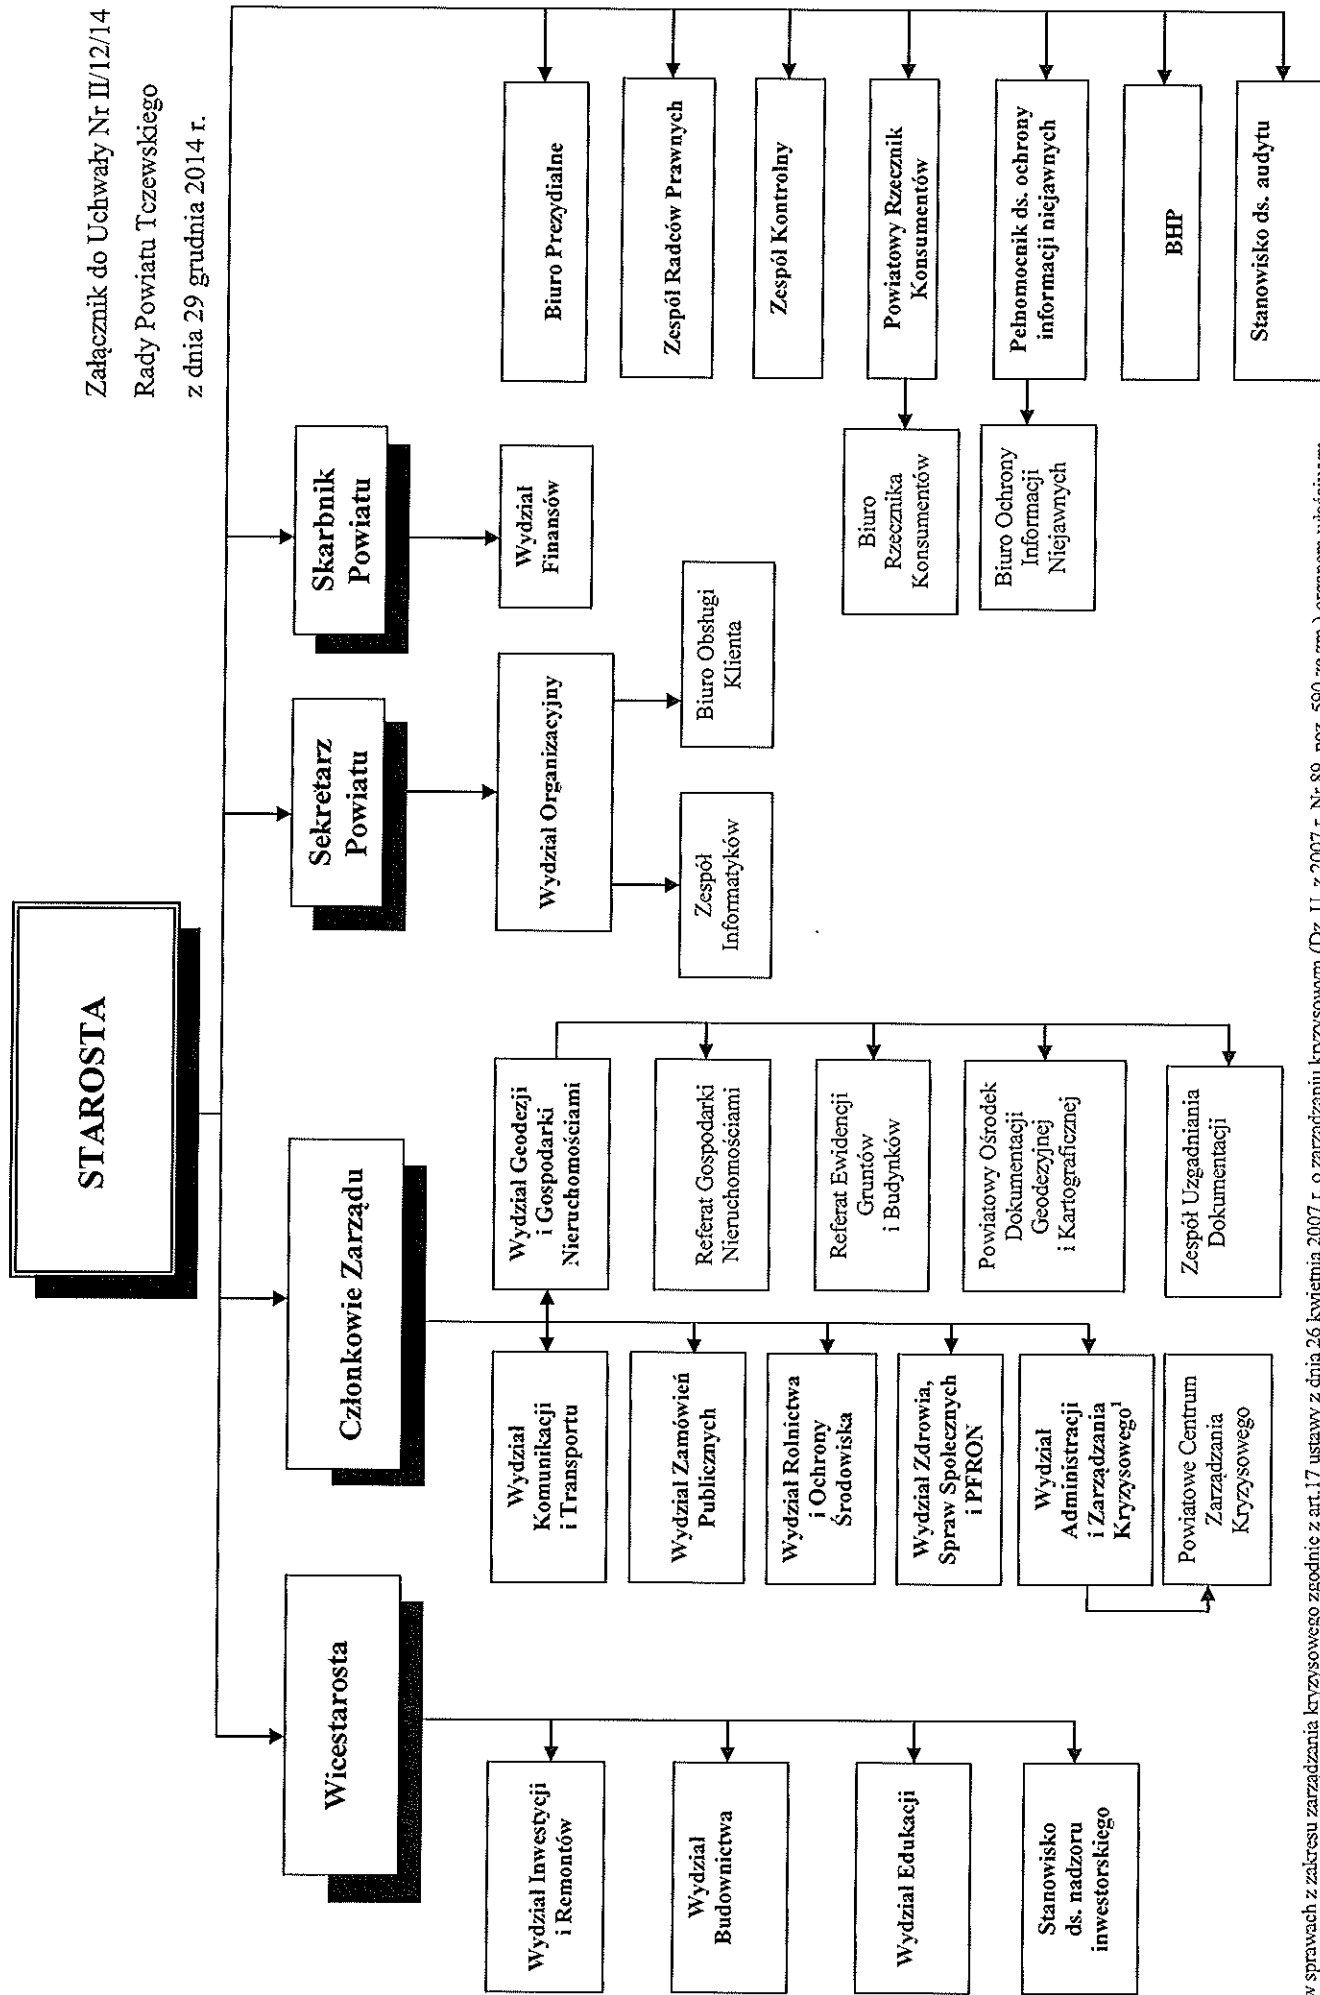 Załącznik do Uchwały Nr II/12/14
Rady Powiatu Tczewskiego
z dnia 29 grudnia 2014 r.
STAROSTA
Wicestarosta
Członkowie Zarządu
Sekretarz
Powiatu
Skarbnik
Powiatu
Wydział Inwestycji
i Remontów
Wydział
Budownictwa
Wydział Edukacji
Stanowisko
ds. nadzoru
inwestorskiego
Wydział
Komunikacji
i Transportu
Wydział Zamówień
Publicznych
Wydział Rolnictwa
i Ochrony
Środowiska
Wydział Zdrowia,
Spraw Społecznych
i PFRON
Wydział
Administracji
i Zarządzania
Kryzysowego¹
Powiatowe Centrum
Zarządzania
Kryzysowego
Wydział Geodezji
i Gospodarki
Nieruchomościami
Referat Gospodarki
Nieruchomościami
Referat Ewidencji
Gruntów
i Budynków
Powiatowy Ośrodek
Dokumentacji
Geodezyjnej
i Kartograficznej
Zespół Uzgadniania
Dokumentacji
Wydział Organizacyjny
Zespół
Informatyków
Biuro Obsługi
Klienta
Wydział
Finansów
Biuro Prezydialne
Zespół Radców Prawnych
Zespół Kontrolny
Powiatowy Rzecznik
Konsumentów
Biuro
Rzecznika
Konsumentów
Pełnomocnik ds. ochrony
informacji niejawnych
Biuro Ochrony
Informacji
Niejawnych
BHP
Stanowisko ds. audytu
w sprawach z zakresu zarządzania kryzysowego zgodnie z art.17 ustawy z dnia 26 kwietnia 2007 r. o zarządzaniu kryzysowym (Dz. U. z 2007 r. Nr 89, poz. 590 ze zm.) organem właściwym